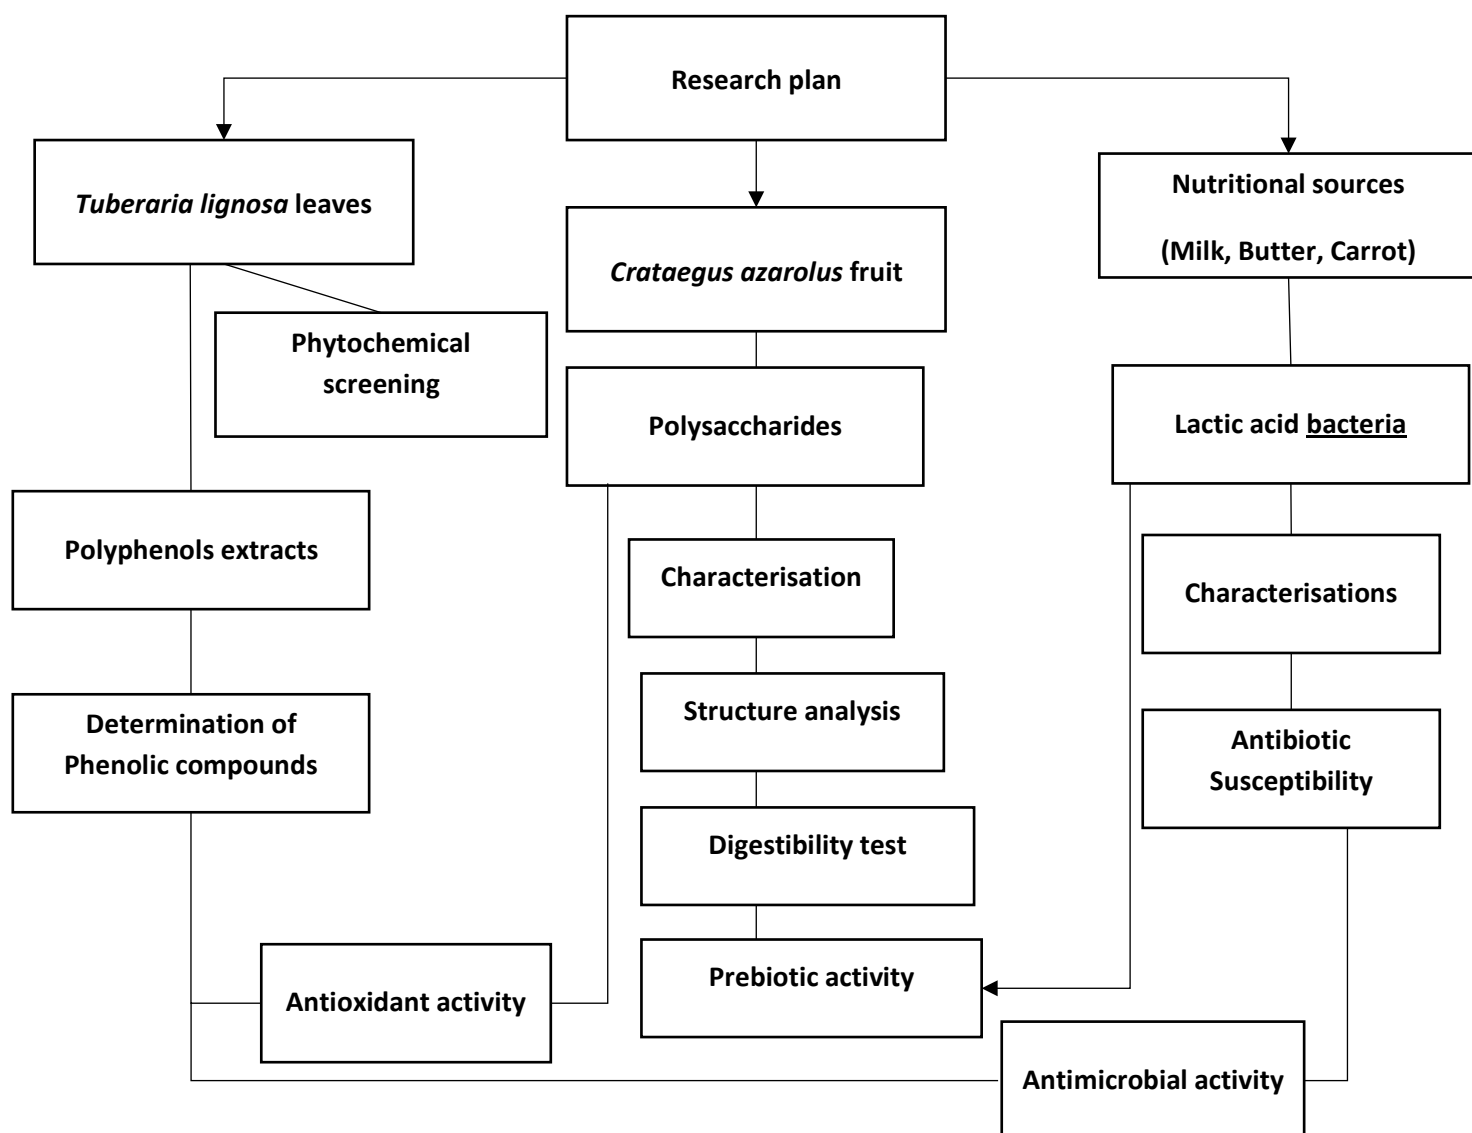 Research plan
Tuberaria lignosa leaves
Nutritional sources
(Milk, Butter, Carrot)
Crataegus azarolus fruit
Phytochemical
screening
Polysaccharides
Lactic acid bacteria
Polyphenols extracts
Characterisation
Characterisations
Determination of
Phenolic compounds
Structure analysis
Antibiotic
Susceptibility
Digestibility test
Prebiotic activity
Antioxidant activity
Antimicrobial activity